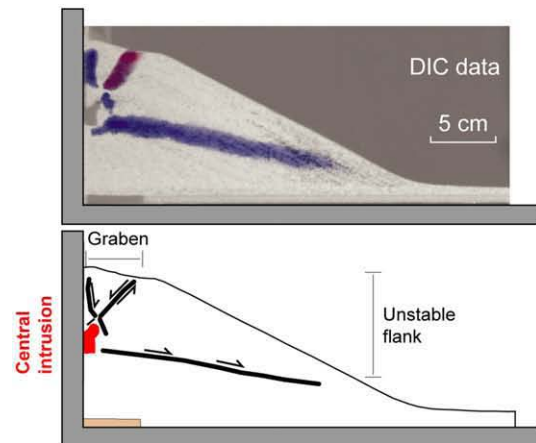 DIC data
5 cm
Graben
Unstable
flank
Central
intrusion